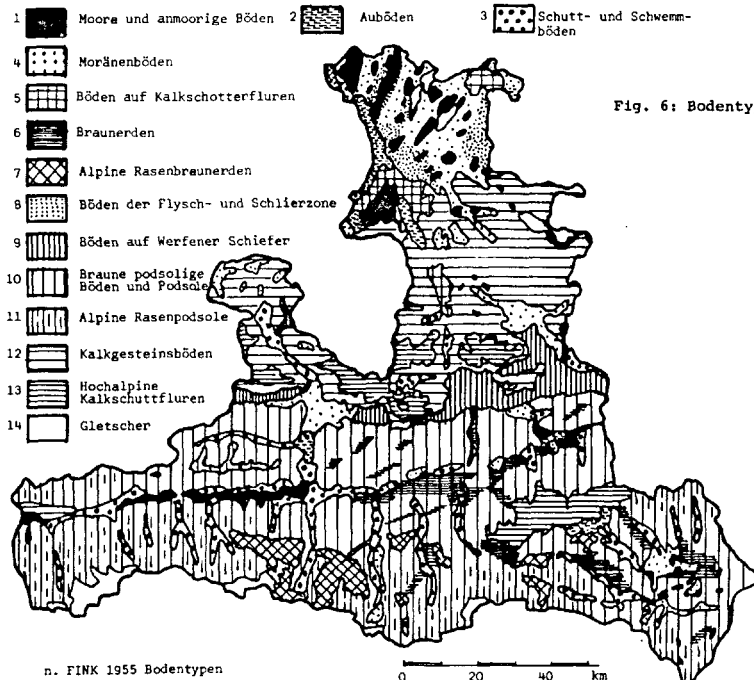 1 Moore und anmoorige Böden
2 Auböden
3 Schutt- und Schwemm-
böden
4 Moränenböden
5 Böden auf Kalkschotterfluren
6 Braunerden
7 Alpine Rasenbraunerden
8 Böden der Flysch- und Schlierzone
9 Böden auf Werfener Schiefer
10 Braune podsolige
Böden und Podsole
11 Alpine Rasenpodsole
12 Kalkgesteinsböden
13 Hochalpine
Kalkschuttfluren
14 Gletscher
Fig. 6: Bodenty
n. FINK 1955 Bodentypen
0 20 40 km